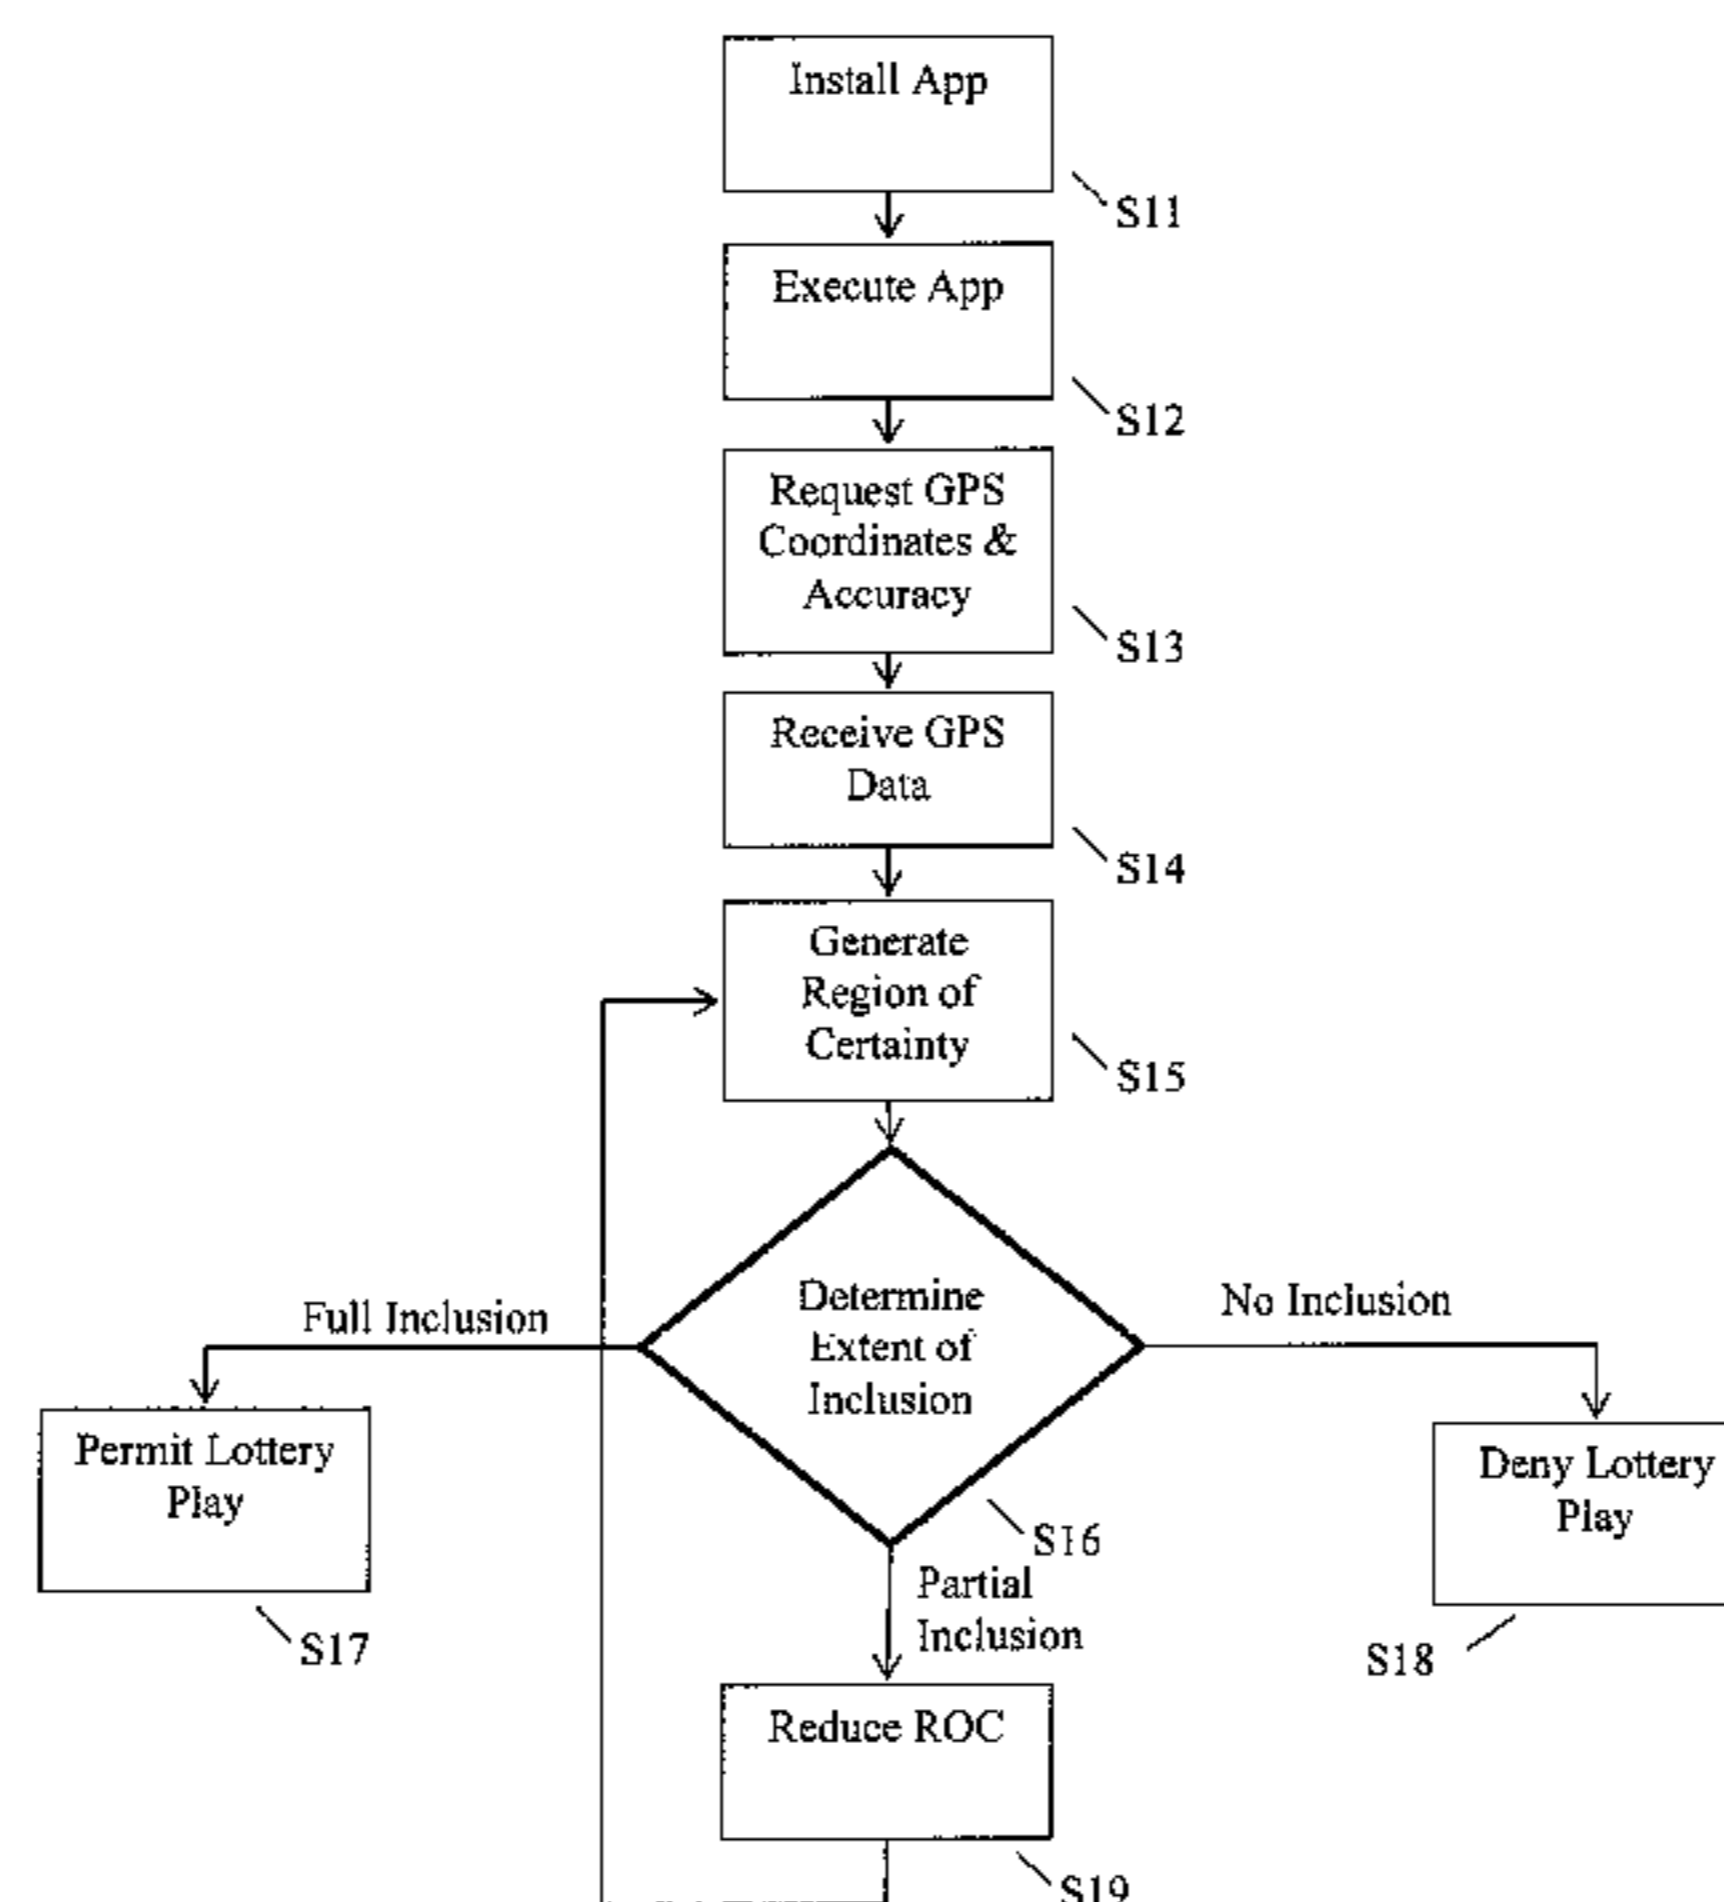 Install App
S11
Execute App
S12
Request GPS
Coordinates &
Accuracy
S13
Receive GPS
Data
S14
Generate
Region of
Certainty
S15
Determine
Extent of
Inclusion
S16
Full Inclusion
No Inclusion
Permit Lottery
Play
S17
Deny Lottery
Play
S18
Partial
Inclusion
Reduce ROC
S19